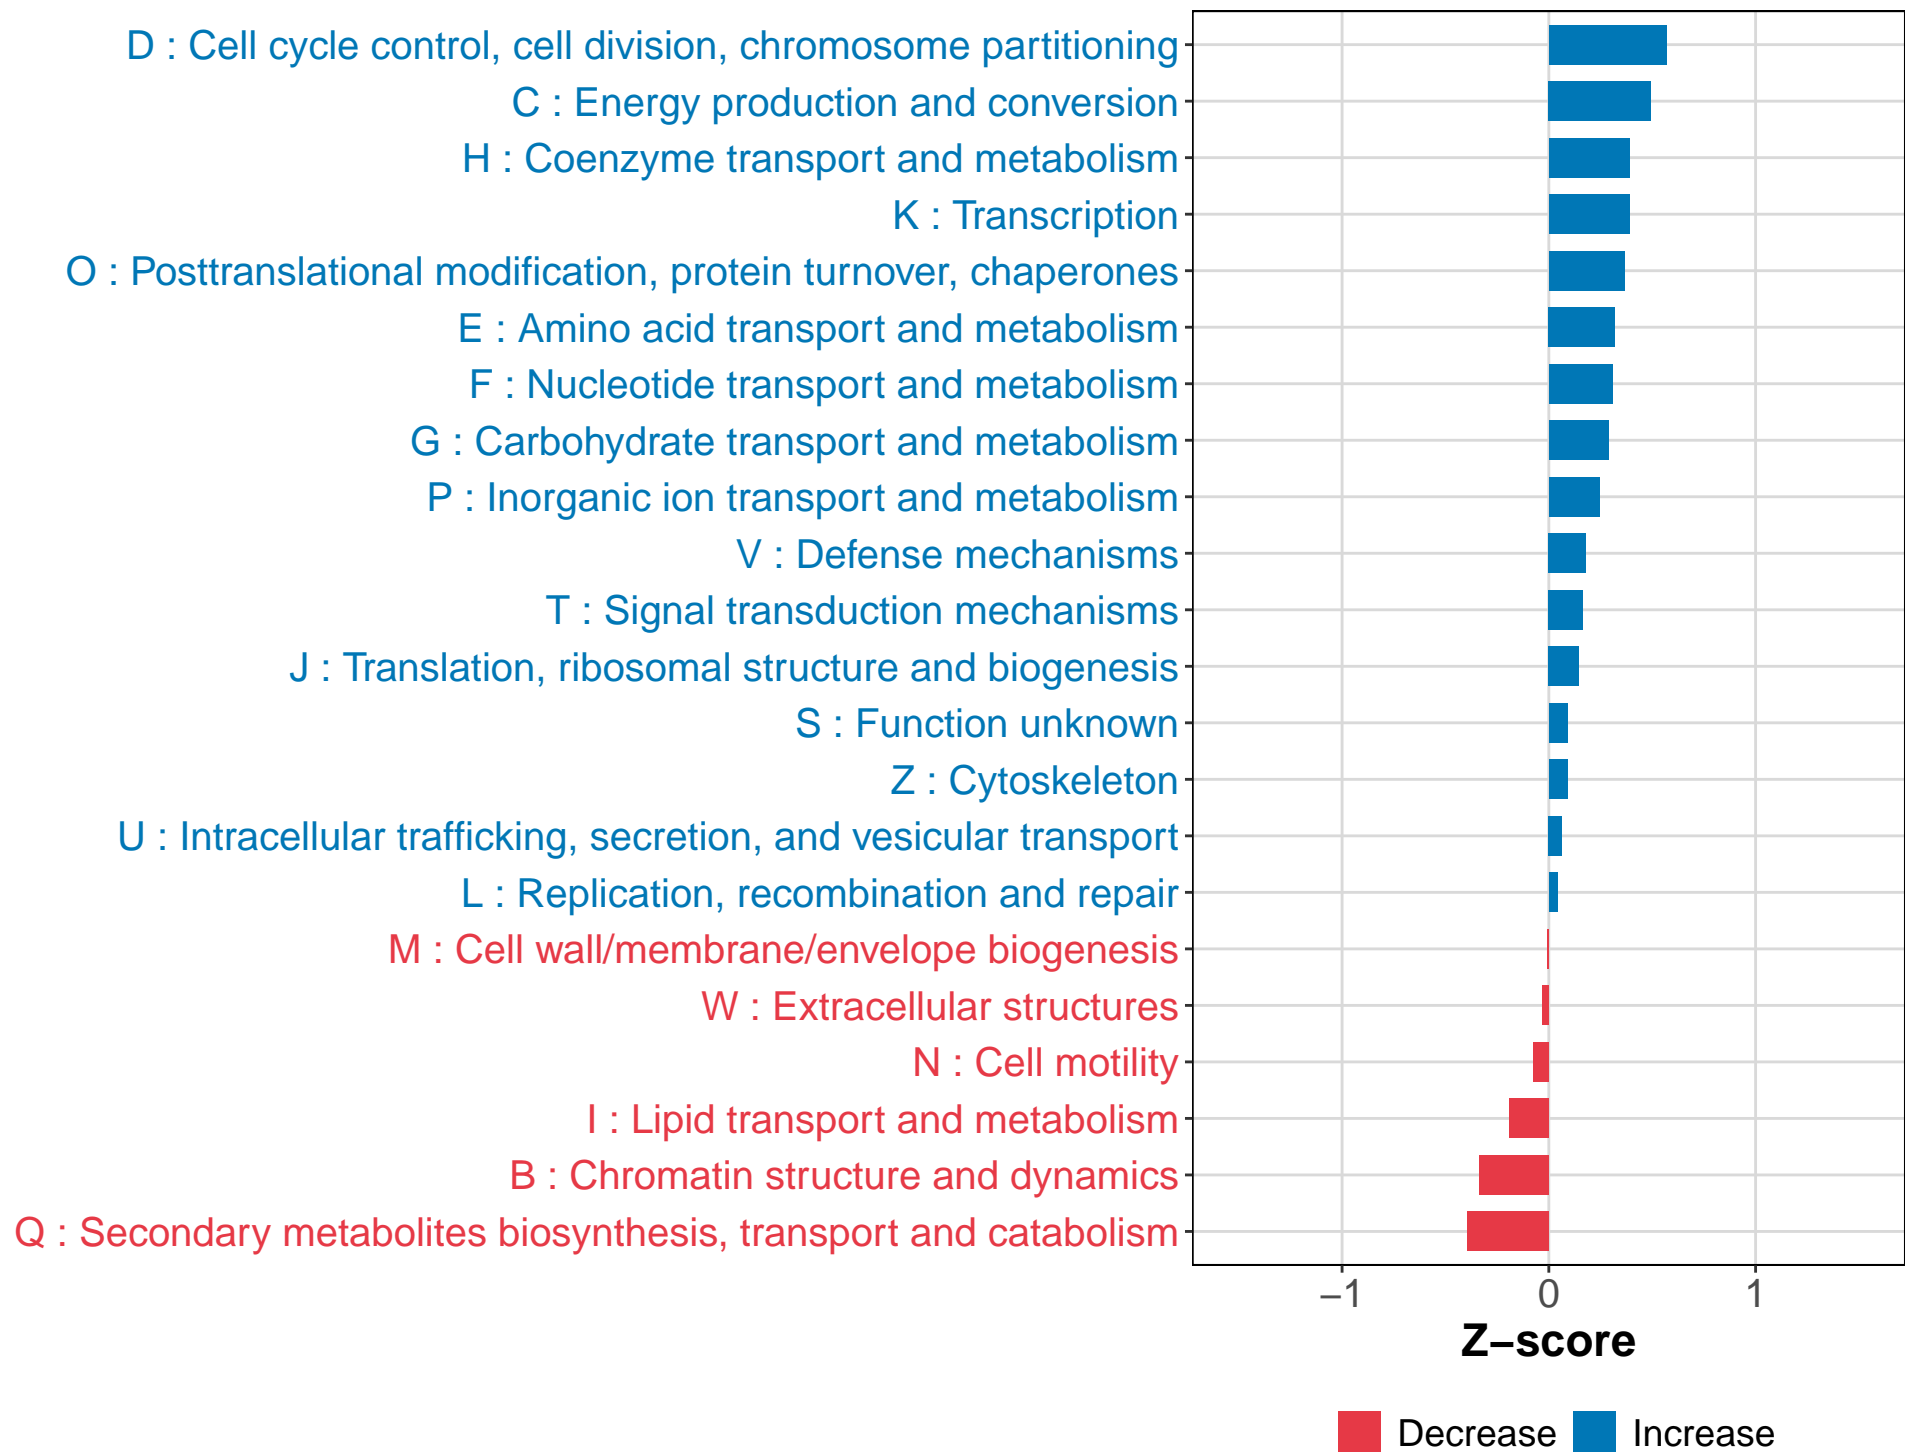 D : Cell cycle control, cell division, chromosome partitioning
C : Energy production and conversion
H : Coenzyme transport and metabolism
K : Transcription
O : Posttranslational modification, protein turnover, chaperones
E : Amino acid transport and metabolism
F : Nucleotide transport and metabolism
G : Carbohydrate transport and metabolism
P : Inorganic ion transport and metabolism
V : Defense mechanisms
T : Signal transduction mechanisms
J : Translation, ribosomal structure and biogenesis
S : Function unknown
Z : Cytoskeleton
U : Intracellular trafficking, secretion, and vesicular transport
L : Replication, recombination and repair
M : Cell wall/membrane/envelope biogenesis
W : Extracellular structures
N : Cell motility
I : Lipid transport and metabolism
B : Chromatin structure and dynamics
Q : Secondary metabolites biosynthesis, transport and catabolism
−1 0 1
Z−score
Decrease Increase